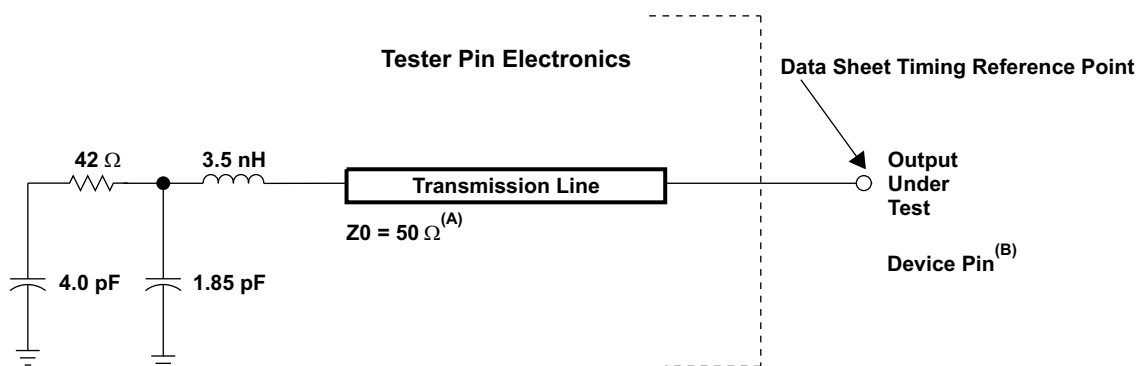 Tester Pin Electronics
Data Sheet Timing Reference Point
42 Ω
3.5 nH
Transmission Line
Output
Under
Test
Z0 = 50 Ω(A)
Device Pin(B)
4.0 pF
1.85 pF